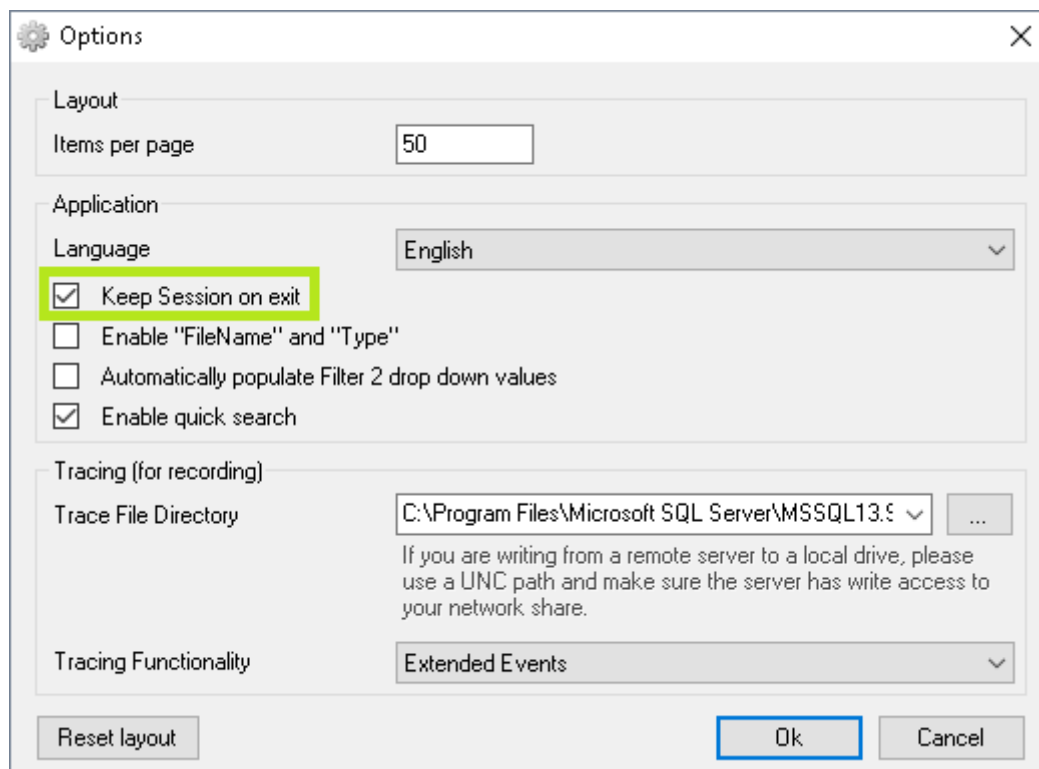 Options
Layout
Items per page 50
Application
Language English
Keep Session on exit
Enable "FileName" and "Type"
Automatically populate Filter 2 drop down values
Enable quick search
Tracing (for recording)
Trace File Directory C:\Program Files\Microsoft SQL Server\MSSQL13.S ...
If you are writing from a remote server to a local drive, please
use a UNC path and make sure the server has write access to
your network share.
Tracing Functionality Extended Events
Reset layout Ok Cancel